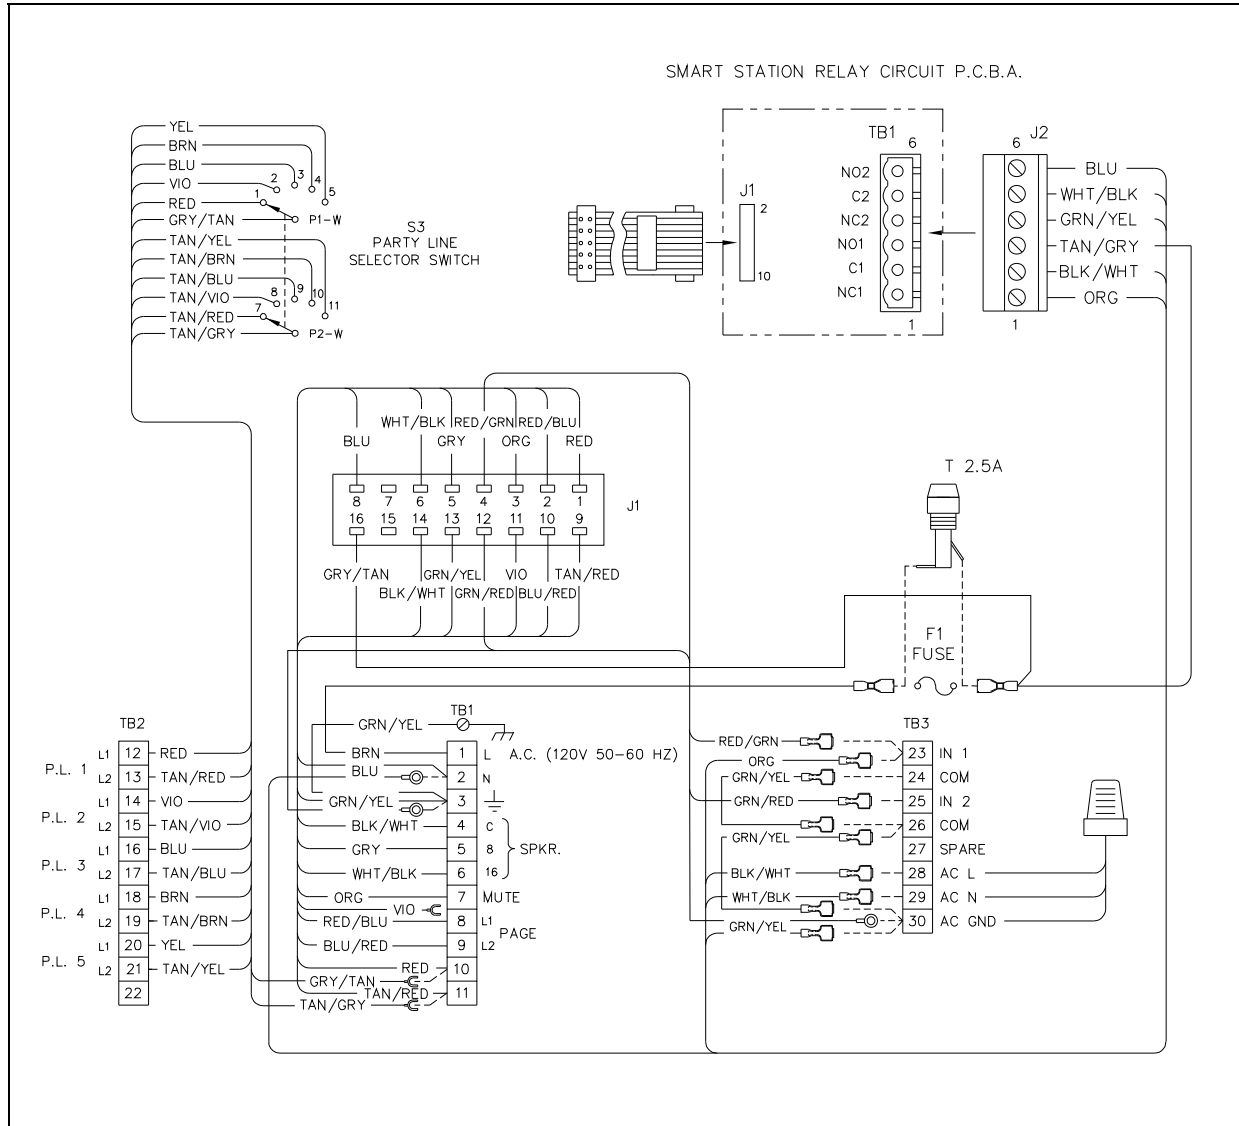 SMART STATION RELAY CIRCUIT P.C.B.A.
YEL
BRN
BLU
VIO
RED
GRY/TAN
TAN/YEL
TAN/BRN
TAN/BLU
TAN/VIO
TAN/RED
TAN/GRY
1
2
3
4
5
P1-W
7
8
9
10
11
P2-W
S3
PARTY LINE
SELECTOR SWITCH
J1
2
10
TB1
6
NO2
C2
NC2
NO1
C1
NC1
1
J2
6
1
BLU
WHT/BLK
GRN/YEL
TAN/GRY
BLK/WHT
ORG
WHT/BLK RED/GRN RED/BLU
BLU GRY ORG RED
8 7 6 5 4 3 2 1
16 15 14 13 12 11 10 9
J1
GRY/TAN GRN/YEL VIO TAN/RED
BLK/WHT GRN/RED BLU/RED
T 2.5A
F1
FUSE
TB2
P.L. 1
L1 12 RED
L2 13 TAN/RED
P.L. 2
L1 14 VIO
L2 15 TAN/VIO
P.L. 3
L1 16 BLU
L2 17 TAN/BLU
P.L. 4
L1 18 BRN
L2 19 TAN/BRN
P.L. 5
L1 20 YEL
L2 21 TAN/YEL
22
TB1
GRN/YEL
BRN 1 L A.C. (120V 50-60 HZ)
BLU 2 N
GRN/YEL 3
BLK/WHT 4 C
GRY 5 8 SPKR.
WHT/BLK 6 16
ORG 7 MUTE
VIO
RED/BLU 8 L1
PAGE
BLU/RED 9 L2
RED 10
GRY/TAN
TAN/RED 11
TAN/GRY
TB3
RED/GRN 23 IN 1
ORG
GRN/YEL 24 COM
GRN/RED 25 IN 2
26 COM
GRN/YEL
27 SPARE
BLK/WHT 28 AC L
WHT/BLK 29 AC N
30 AC GND
GRN/YEL